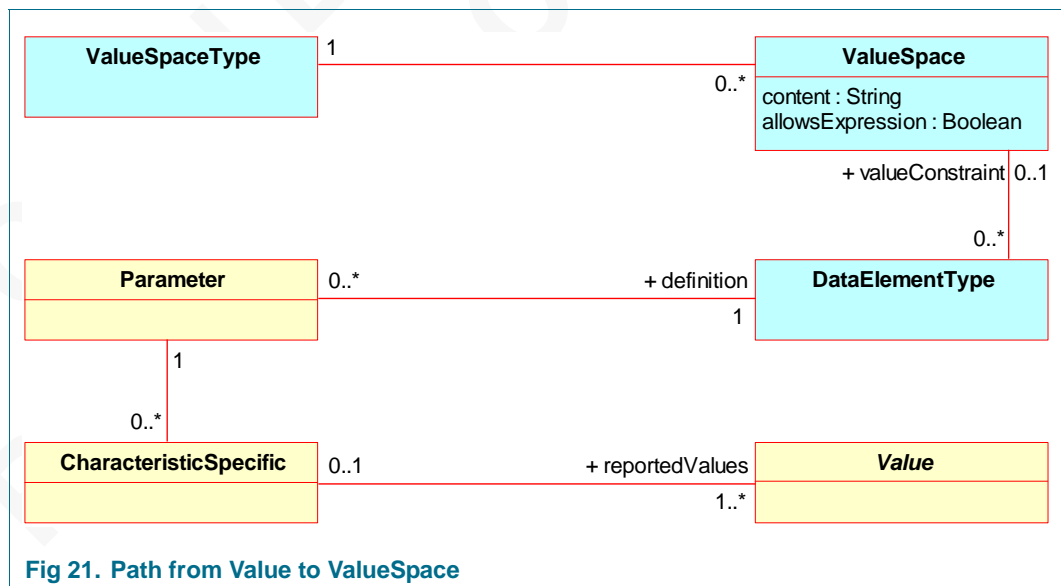 ValueSpaceType
1
0..*
ValueSpace
content : String
allowsExpression : Boolean
+ valueConstraint 0..1
0..*
Parameter
0..*
+ definition
1
DataElementType
1
0..*
CharacteristicSpecific
0..1
+ reportedValues
1..*
Value
Fig 21. Path from Value to ValueSpace